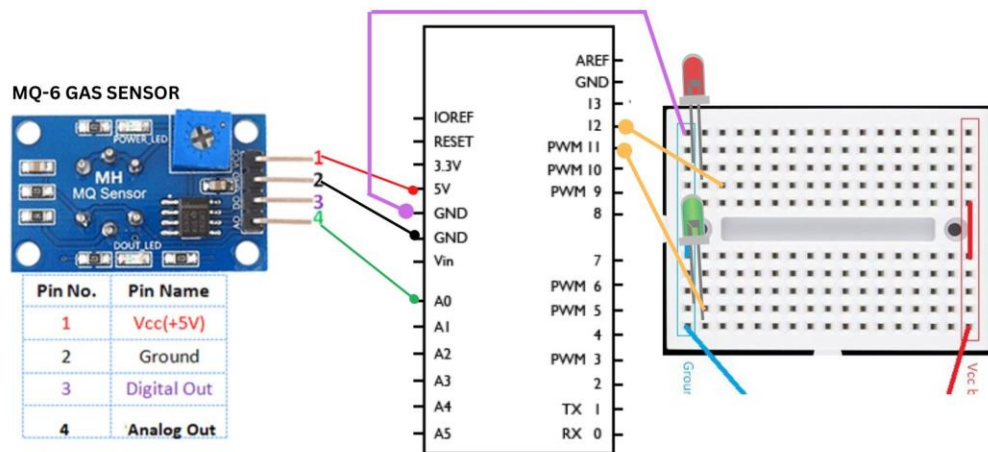 MQ-6 GAS SENSOR
POWER_LED
MH
MQ Sensor
DOUT_LED
DO
AO
1
2
3
4
Pin No. Pin Name
1 Vcc(+5V)
2 Ground
3 Digital Out
4 Analog Out
IOREF
RESET
3.3V
5V
GND
GND
Vin
A0
A1
A2
A3
A4
A5
AREF
GND
13
12
PWM 11
PWM 10
PWM 9
8
7
PWM 6
PWM 5
4
PWM 3
2
TX 1
RX 0
Vcc b